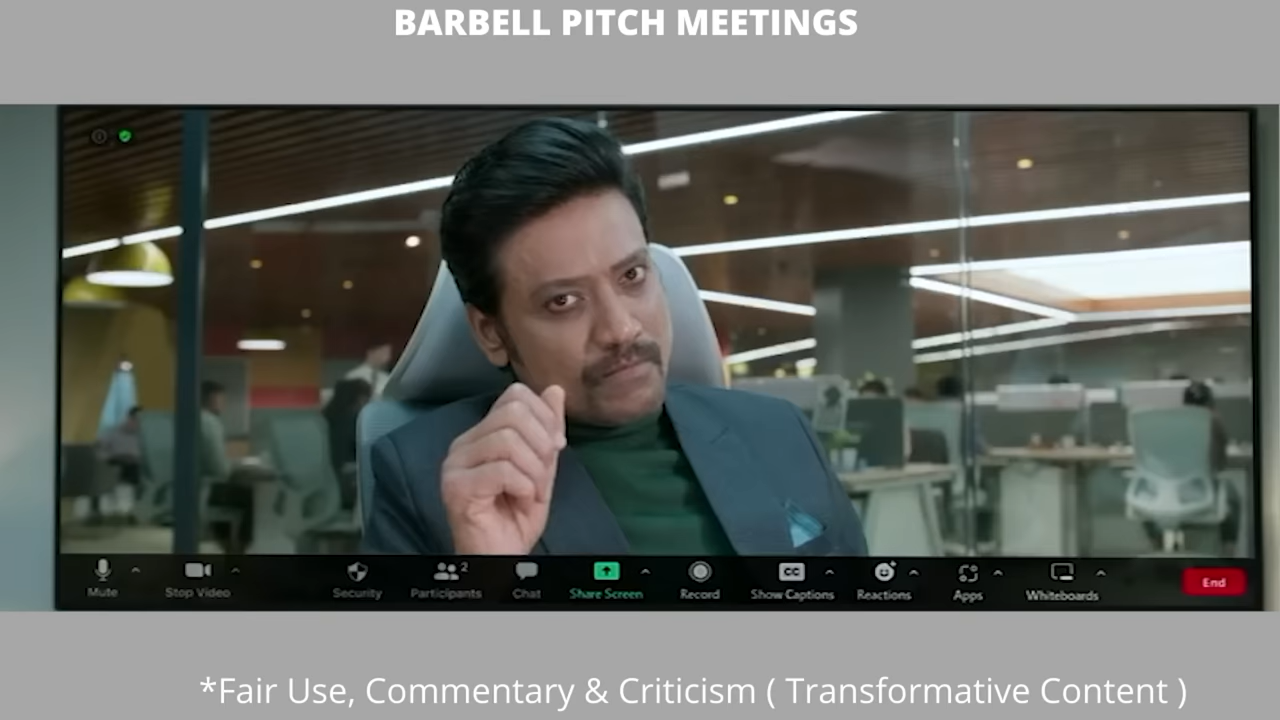 BARBELL PITCH MEETINGS
Mute
Stop Video
Security
Participants
2
Chat
Share Screen
Record
CC
Show Captions
Reactions
Apps
Whiteboards
End
*Fair Use, Commentary & Criticism ( Transformative Content )